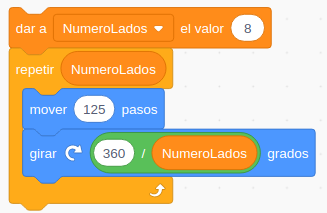 dar a NumeroLados el valor 8
repetir NumeroLados
mover 125 pasos
girar 360 / NumeroLados grados